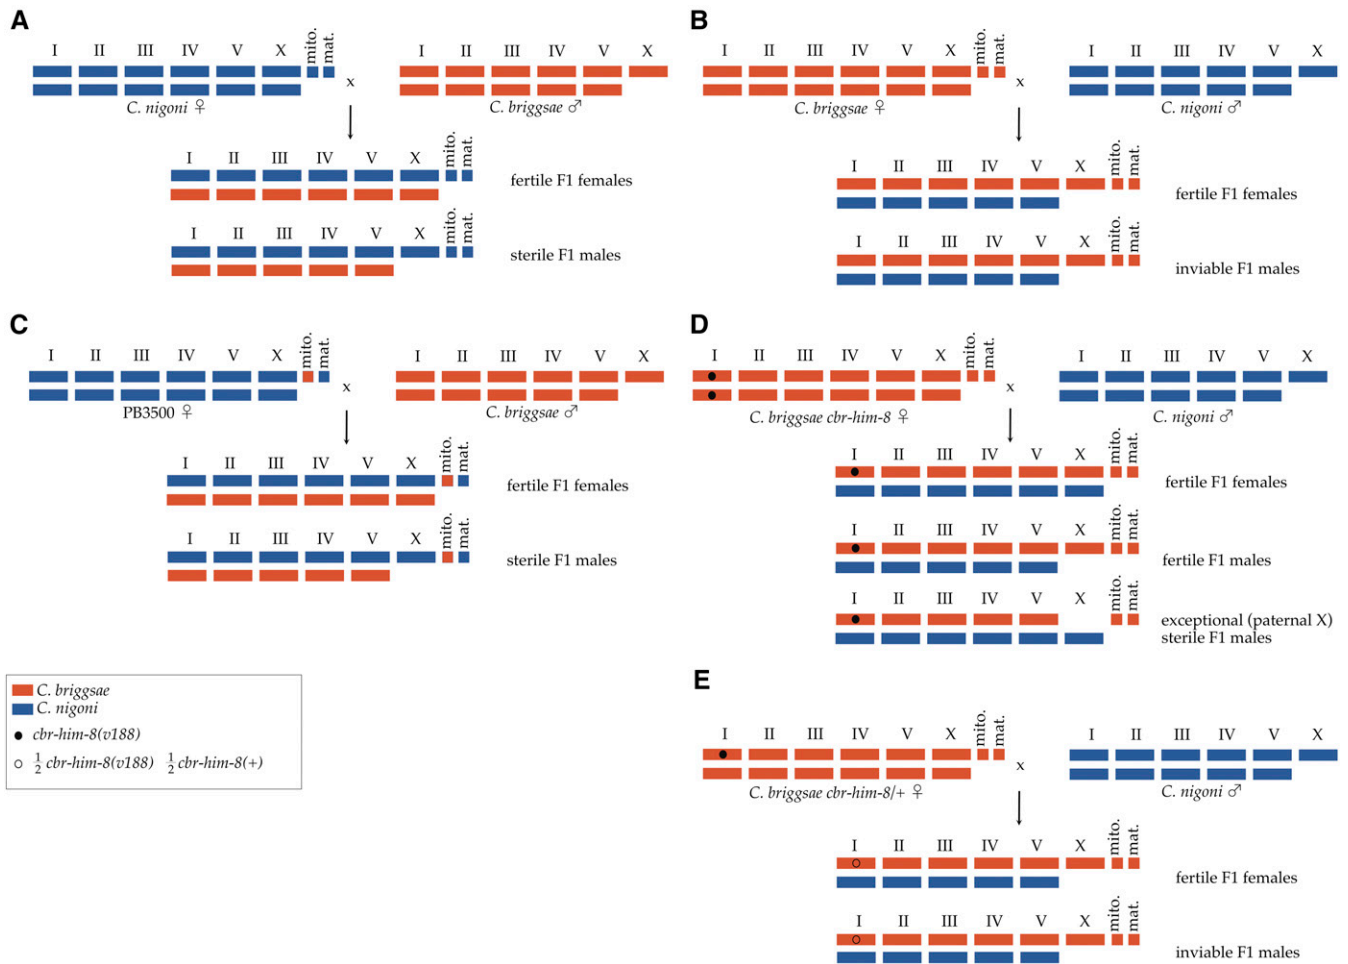 A
I II III IV V X mito. mat.
x
I II III IV V X
C. nigoni ♀
C. briggsae ♂
I II III IV V X mito. mat.
fertile F1 females
I II III IV V X mito. mat.
sterile F1 males
B
I II III IV V X mito. mat.
x
I II III IV V X
C. briggsae ♀
C. nigoni ♂
I II III IV V X mito. mat.
fertile F1 females
I II III IV V X mito. mat.
inviable F1 males
C
I II III IV V X mito. mat.
x
I II III IV V X
PB3500 ♀
C. briggsae ♂
I II III IV V X mito. mat.
fertile F1 females
I II III IV V X mito. mat.
sterile F1 males
D
I II III IV V X mito. mat.
x
I II III IV V X
C. briggsae cbr-him-8 ♀
C. nigoni ♂
I II III IV V X mito. mat.
fertile F1 females
I II III IV V X mito. mat.
fertile F1 males
I II III IV V X mito. mat.
exceptional (paternal X)
sterile F1 males
C. briggsae
C. nigoni
cbr-him-8(v188)
1/2 cbr-him-8(v188) 1/2 cbr-him-8(+)
E
I II III IV V X mito. mat.
x
I II III IV V X
C. briggsae cbr-him-8/+ ♀
C. nigoni ♂
I II III IV V X mito. mat.
fertile F1 females
I II III IV V X mito. mat.
inviable F1 males